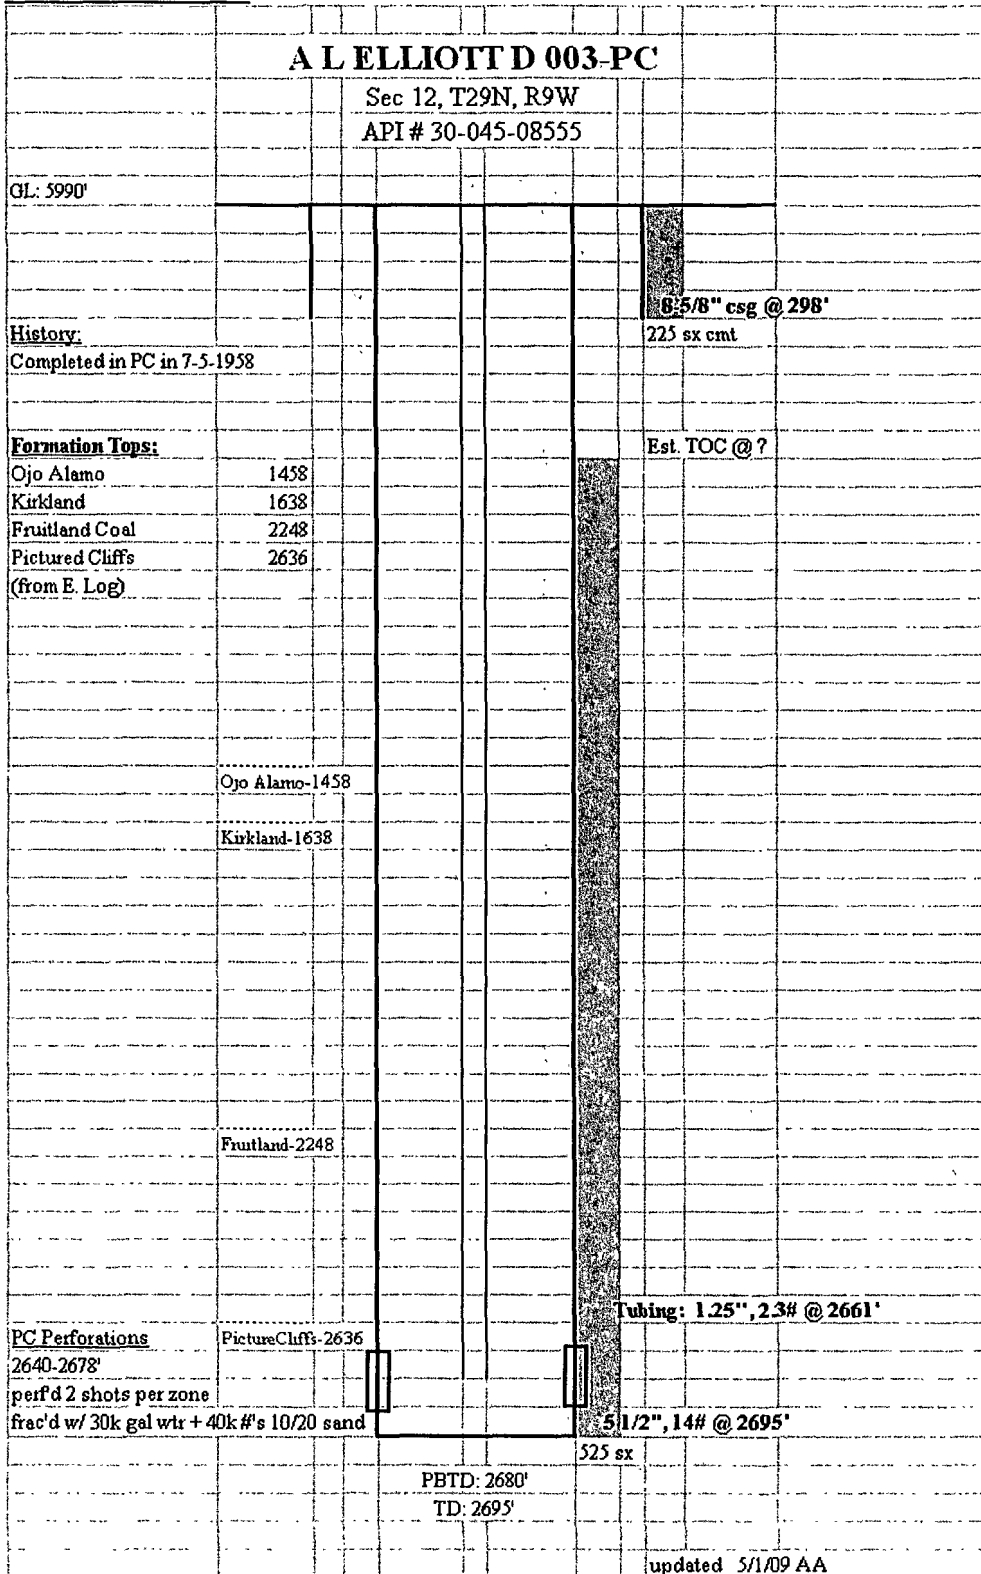 A L ELLIOTT D 003-PC
Sec 12, T29N, R9W
API # 30-045-08555
GL: 5990'
8-5/8" csg @ 298'
History:
225 sx cmt
Completed in PC in 7-5-1958
Formation Tops:
Est. TOC @ ?
Ojo Alamo 1458
Kirkland 1638
Fruitland Coal 2248
Pictured Cliffs 2636
(from E. Log)
Ojo Alamo-1458
Kirkland-1638
Fruitland-2248
Tubing: 1.25", 2.3# @ 2661'
PC Perforations
PictureCliffs-2636
2640-2678'
perf'd 2 shots per zone
frac'd w/ 30k gal wtr + 40k #'s 10/20 sand
5 1/2", 14# @ 2695'
525 sx
PBTD: 2680'
TD: 2695'
updated 5/1/09 AA